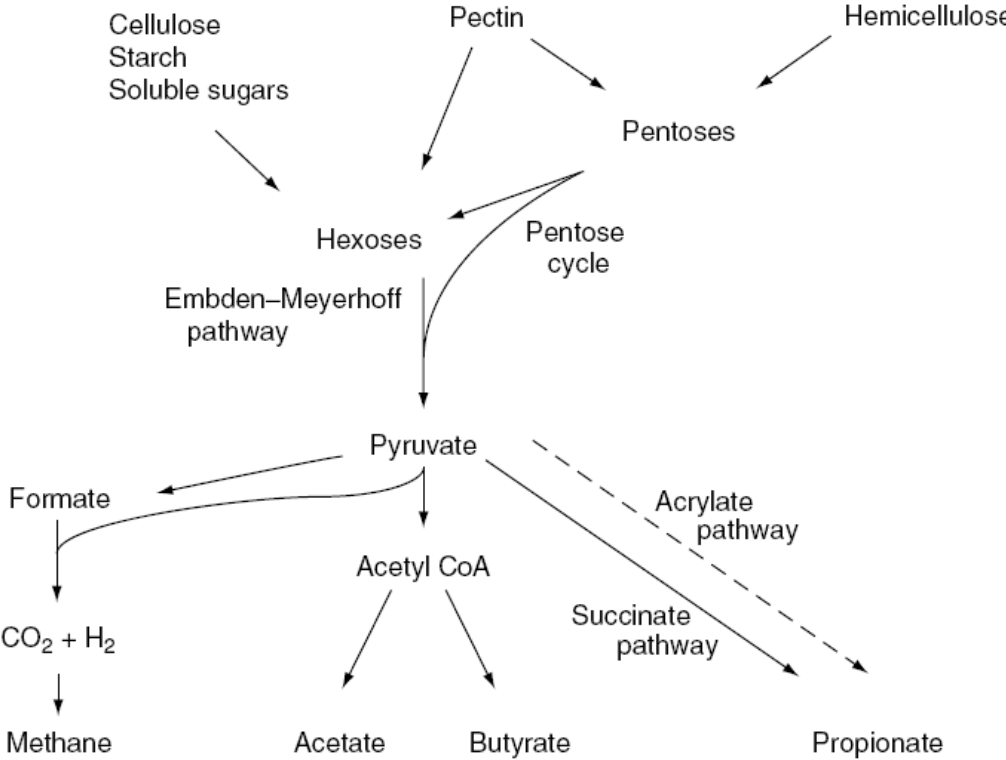 Cellulose
Starch
Soluble sugars
Pectin
Hemicellulose
Pentoses
Hexoses
Pentose
cycle
Embden–Meyerhoff
pathway
Pyruvate
Formate
Acrylate
pathway
Acetyl CoA
Succinate
pathway
CO₂ + H₂
Methane
Acetate
Butyrate
Propionate